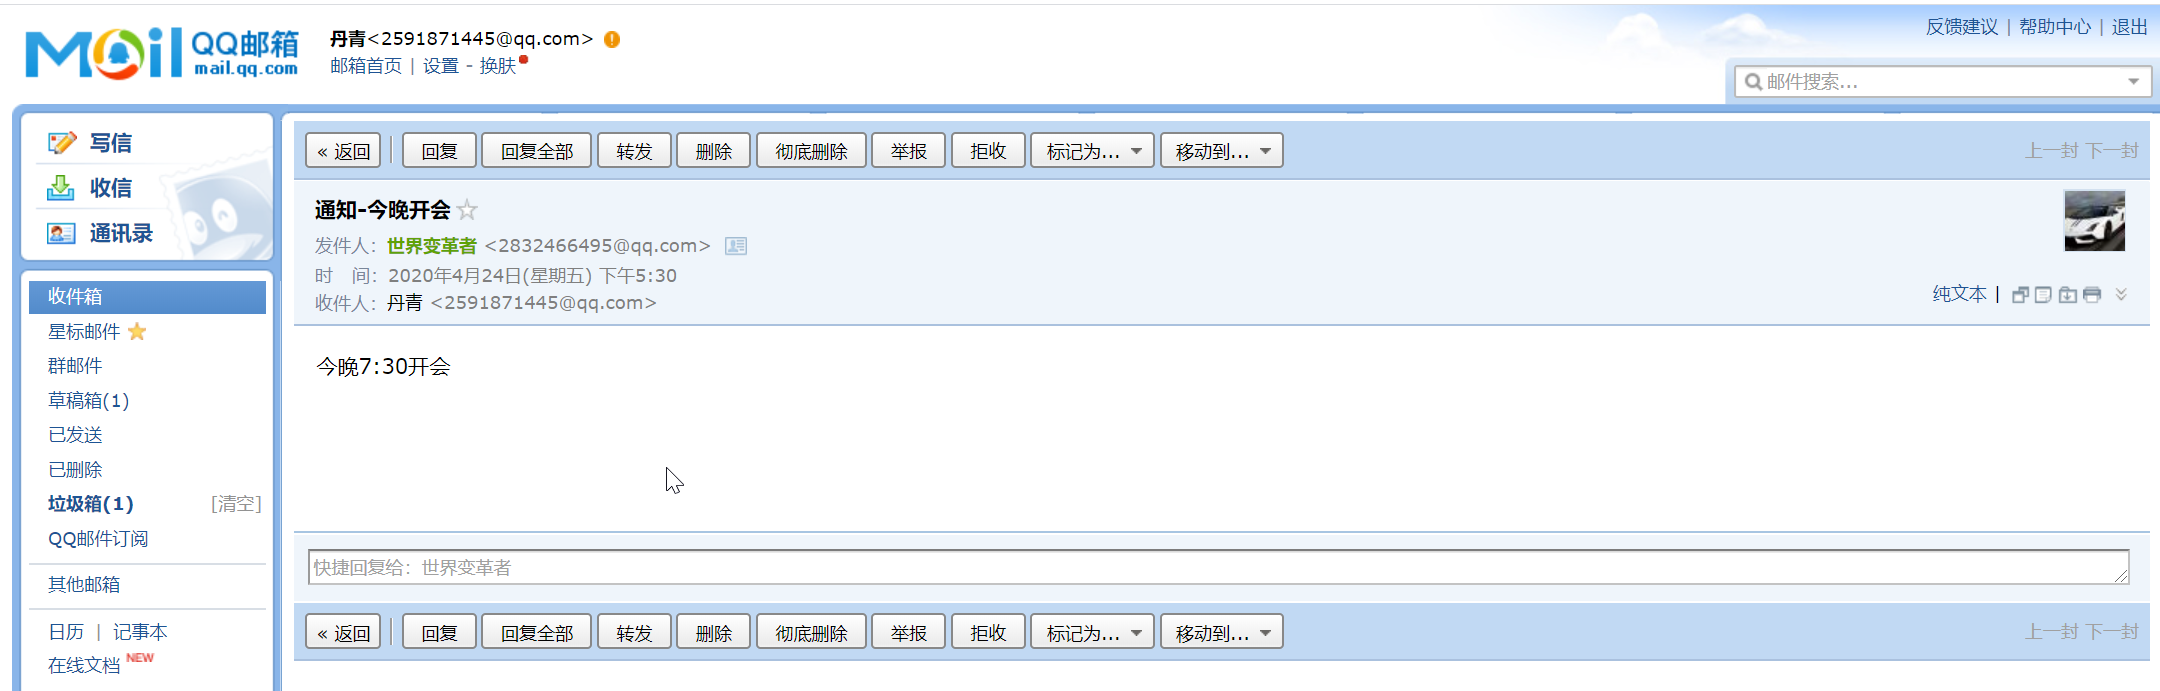 Mail QQ邮箱
mail.qq.com
丹青<2591871445@qq.com>
邮箱首页 | 设置 - 换肤
反馈建议 | 帮助中心 | 退出
邮件搜索...
写信
收信
通讯录
收件箱
星标邮件
群邮件
草稿箱(1)
已发送
已删除
垃圾箱(1) [清空]
QQ邮件订阅
其他邮箱
日历 | 记事本
在线文档 NEW
« 返回 回复 回复全部 转发 删除 彻底删除 举报 拒收 标记为... 移动到... 上一封 下一封
通知-今晚开会
发件人：世界变革者 <2832466495@qq.com>
时 间：2020年4月24日(星期五) 下午5:30
收件人：丹青 <2591871445@qq.com>
纯文本 |
今晚7:30开会
快捷回复给：世界变革者
« 返回 回复 回复全部 转发 删除 彻底删除 举报 拒收 标记为... 移动到... 上一封 下一封